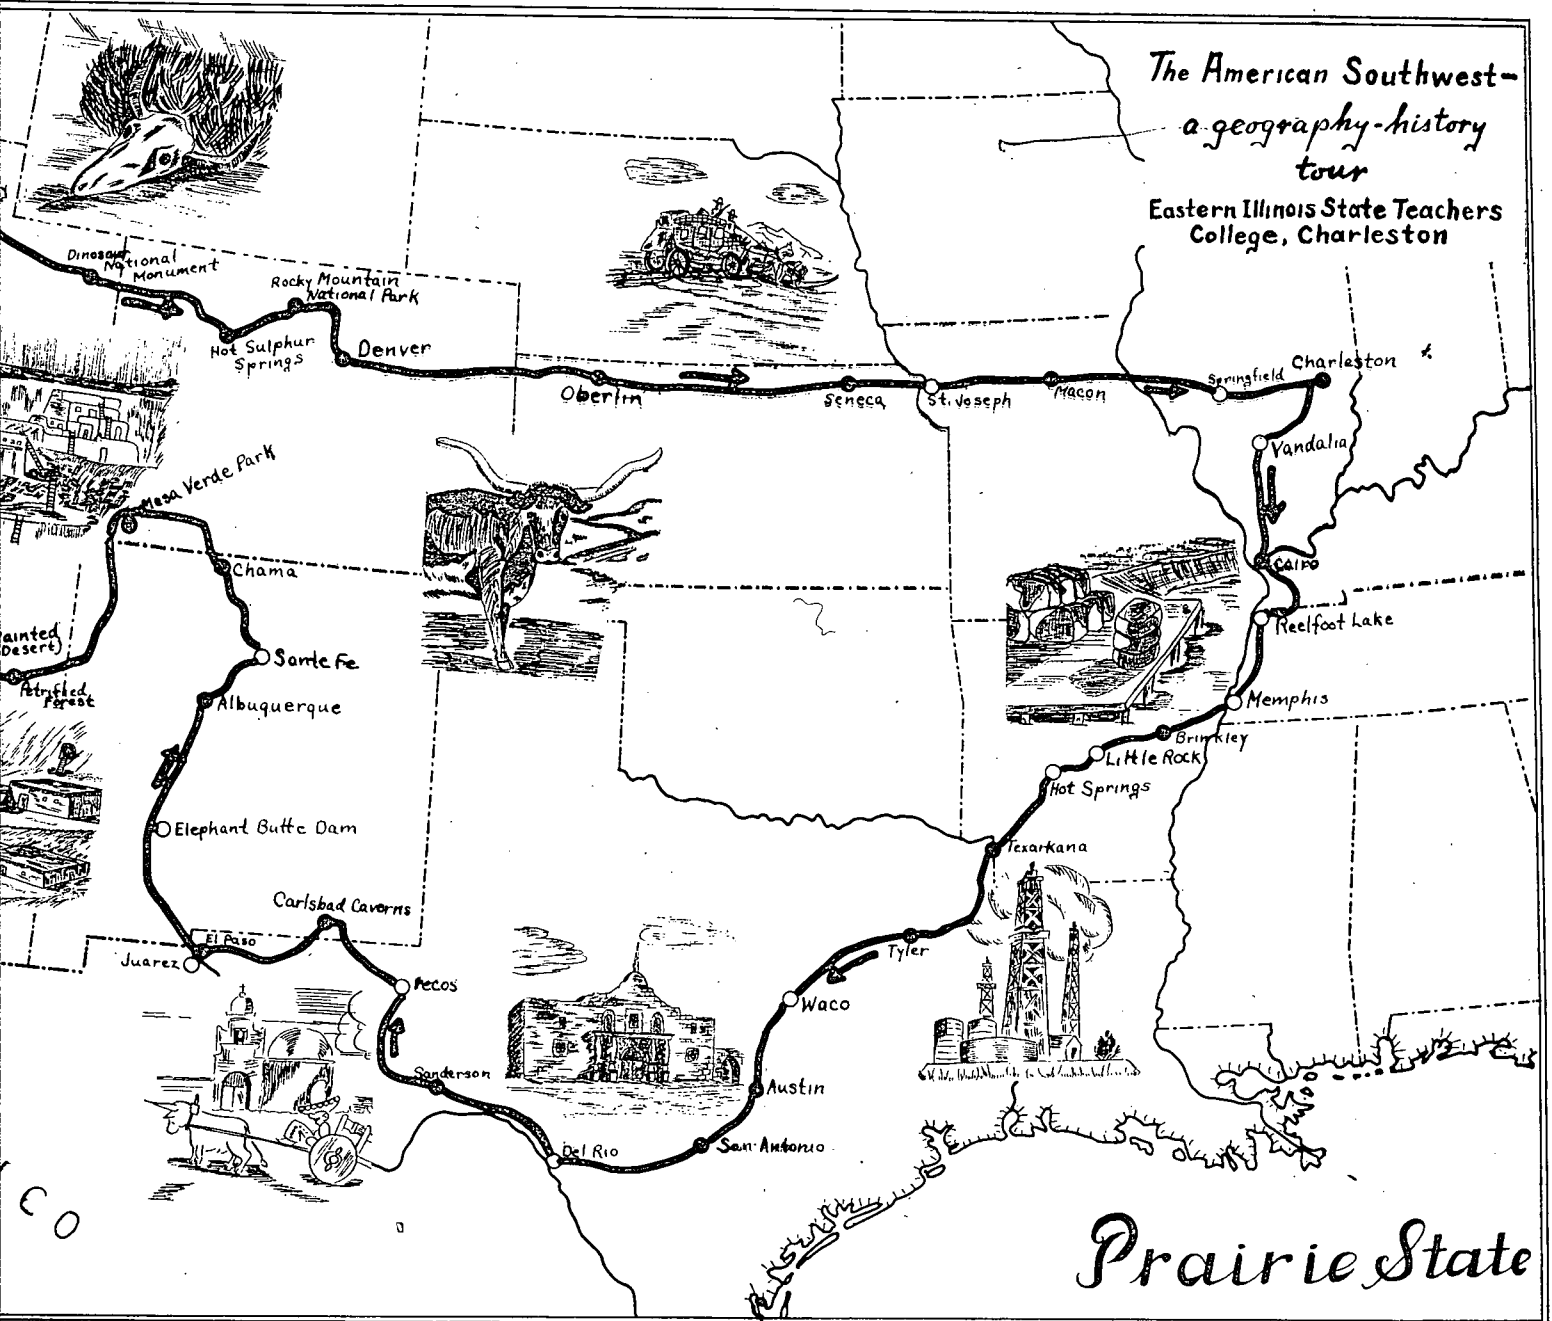 The American Southwest-
a geography-history
tour
Eastern Illinois State Teachers
College, Charleston
Dinosaur
National
Monument
Rocky Mountain
National Park
Hot Sulphur
Springs
Denver
Oberlin
Seneca
St. Joseph
Macon
Springfield
Charleston
Vandalia
Mesa Verde Park
Chama
Cairo
Reelfoot Lake
ainted
Desert)
Petrified
Forest
Sante Fe
Albuquerque
Memphis
Brinkley
Little Rock
Hot Springs
Elephant Butte Dam
Texarkana
Carlsbad Caverns
El Paso
Juarez
Pecos
Tyler
Waco
Sanderson
Austin
Del Rio
San Antonio
C O
Prairie State